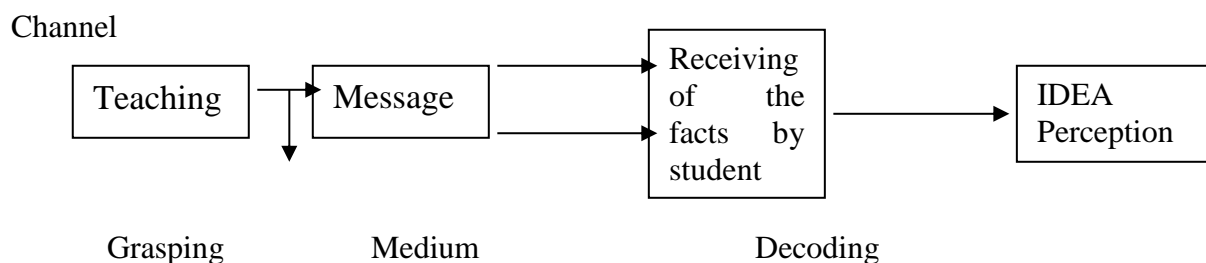 Channel
Teaching
Message
Receiving
of the
facts by
student
IDEA
Perception
Grasping Medium Decoding